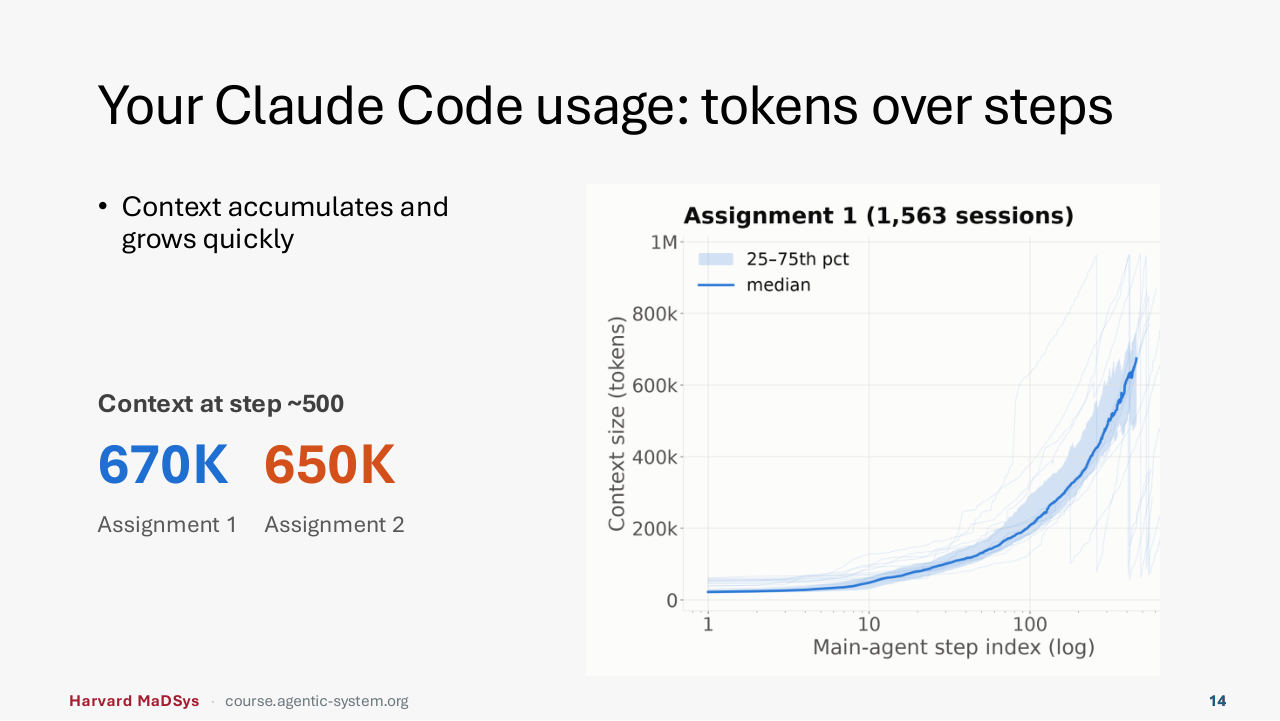 Your Claude Code usage: tokens over steps
• Context accumulates and
grows quickly
Context at step ~500
670K 650K
Assignment 1 Assignment 2
Assignment 1 (1,563 sessions)
25–75th pct
median
Context size (tokens)
1M
800k
600k
400k
200k
0
1 10 100
Main-agent step index (log)
Harvard MaDSys · course.agentic-system.org
14